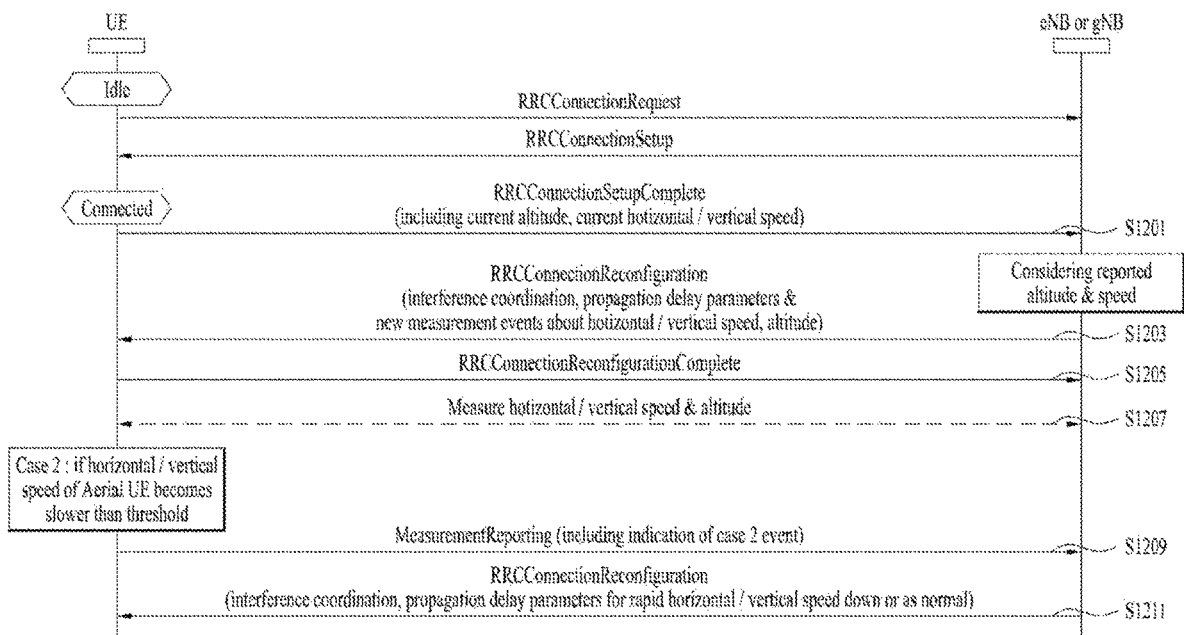 UE
eNB or gNB
Idle
RRCConnectionRequest
RRCConnectionSetup
Connected
RRCConnectionSetupComplete
(including current altitude, current hotizontal / vertical speed)
S1201
RRCConnectionReconfiguration
(interference coordination, propagation delay parameters &
new measurement events about hotizontal / vertical speed, altitude)
Considering reported
altitude & speed
S1203
RRCConnectionReconfigurationComplete
S1205
Measure hotizontal / vertical speed & altitude
S1207
Case 2 : if horizontal / vertical
speed of Aerial UE becomes
slower than threshold
MeasurementReporting (including indication of case 2 event)
S1209
RRCConnectionReconfiguration
(interference coordination, propagation delay parameters for rapid horizontal / vertical speed down or as normal)
S1211